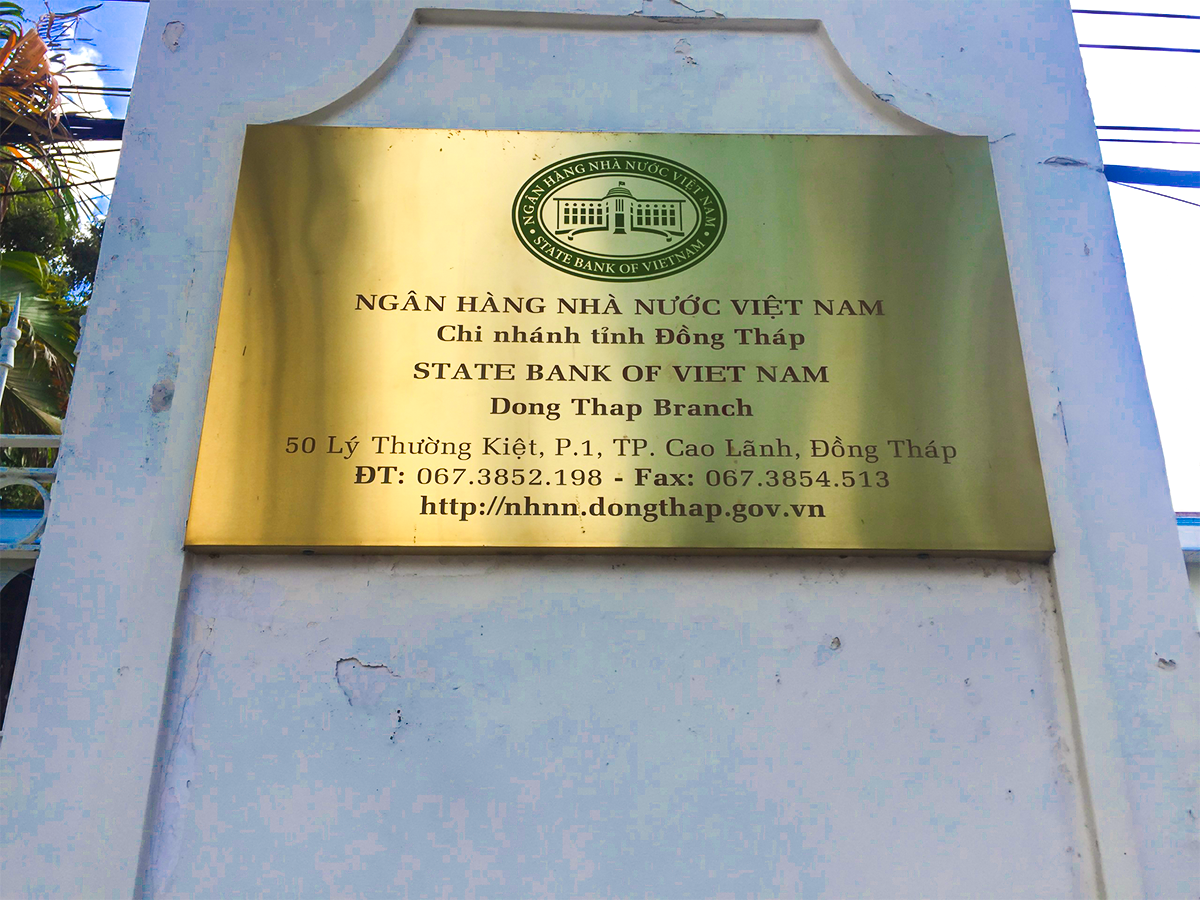 NGÂN HÀNG NHÀ NƯỚC VIỆT NAM
• STATE BANK OF VIETNAM •
NGÂN HÀNG NHÀ NƯỚC VIỆT NAM
Chi nhánh tỉnh Đồng Tháp
STATE BANK OF VIET NAM
Dong Thap Branch
50 Lý Thường Kiệt, P.1, TP. Cao Lãnh, Đồng Tháp
ĐT: 067.3852.198 - Fax: 067.3854.513
http://nhnn.dongthap.gov.vn